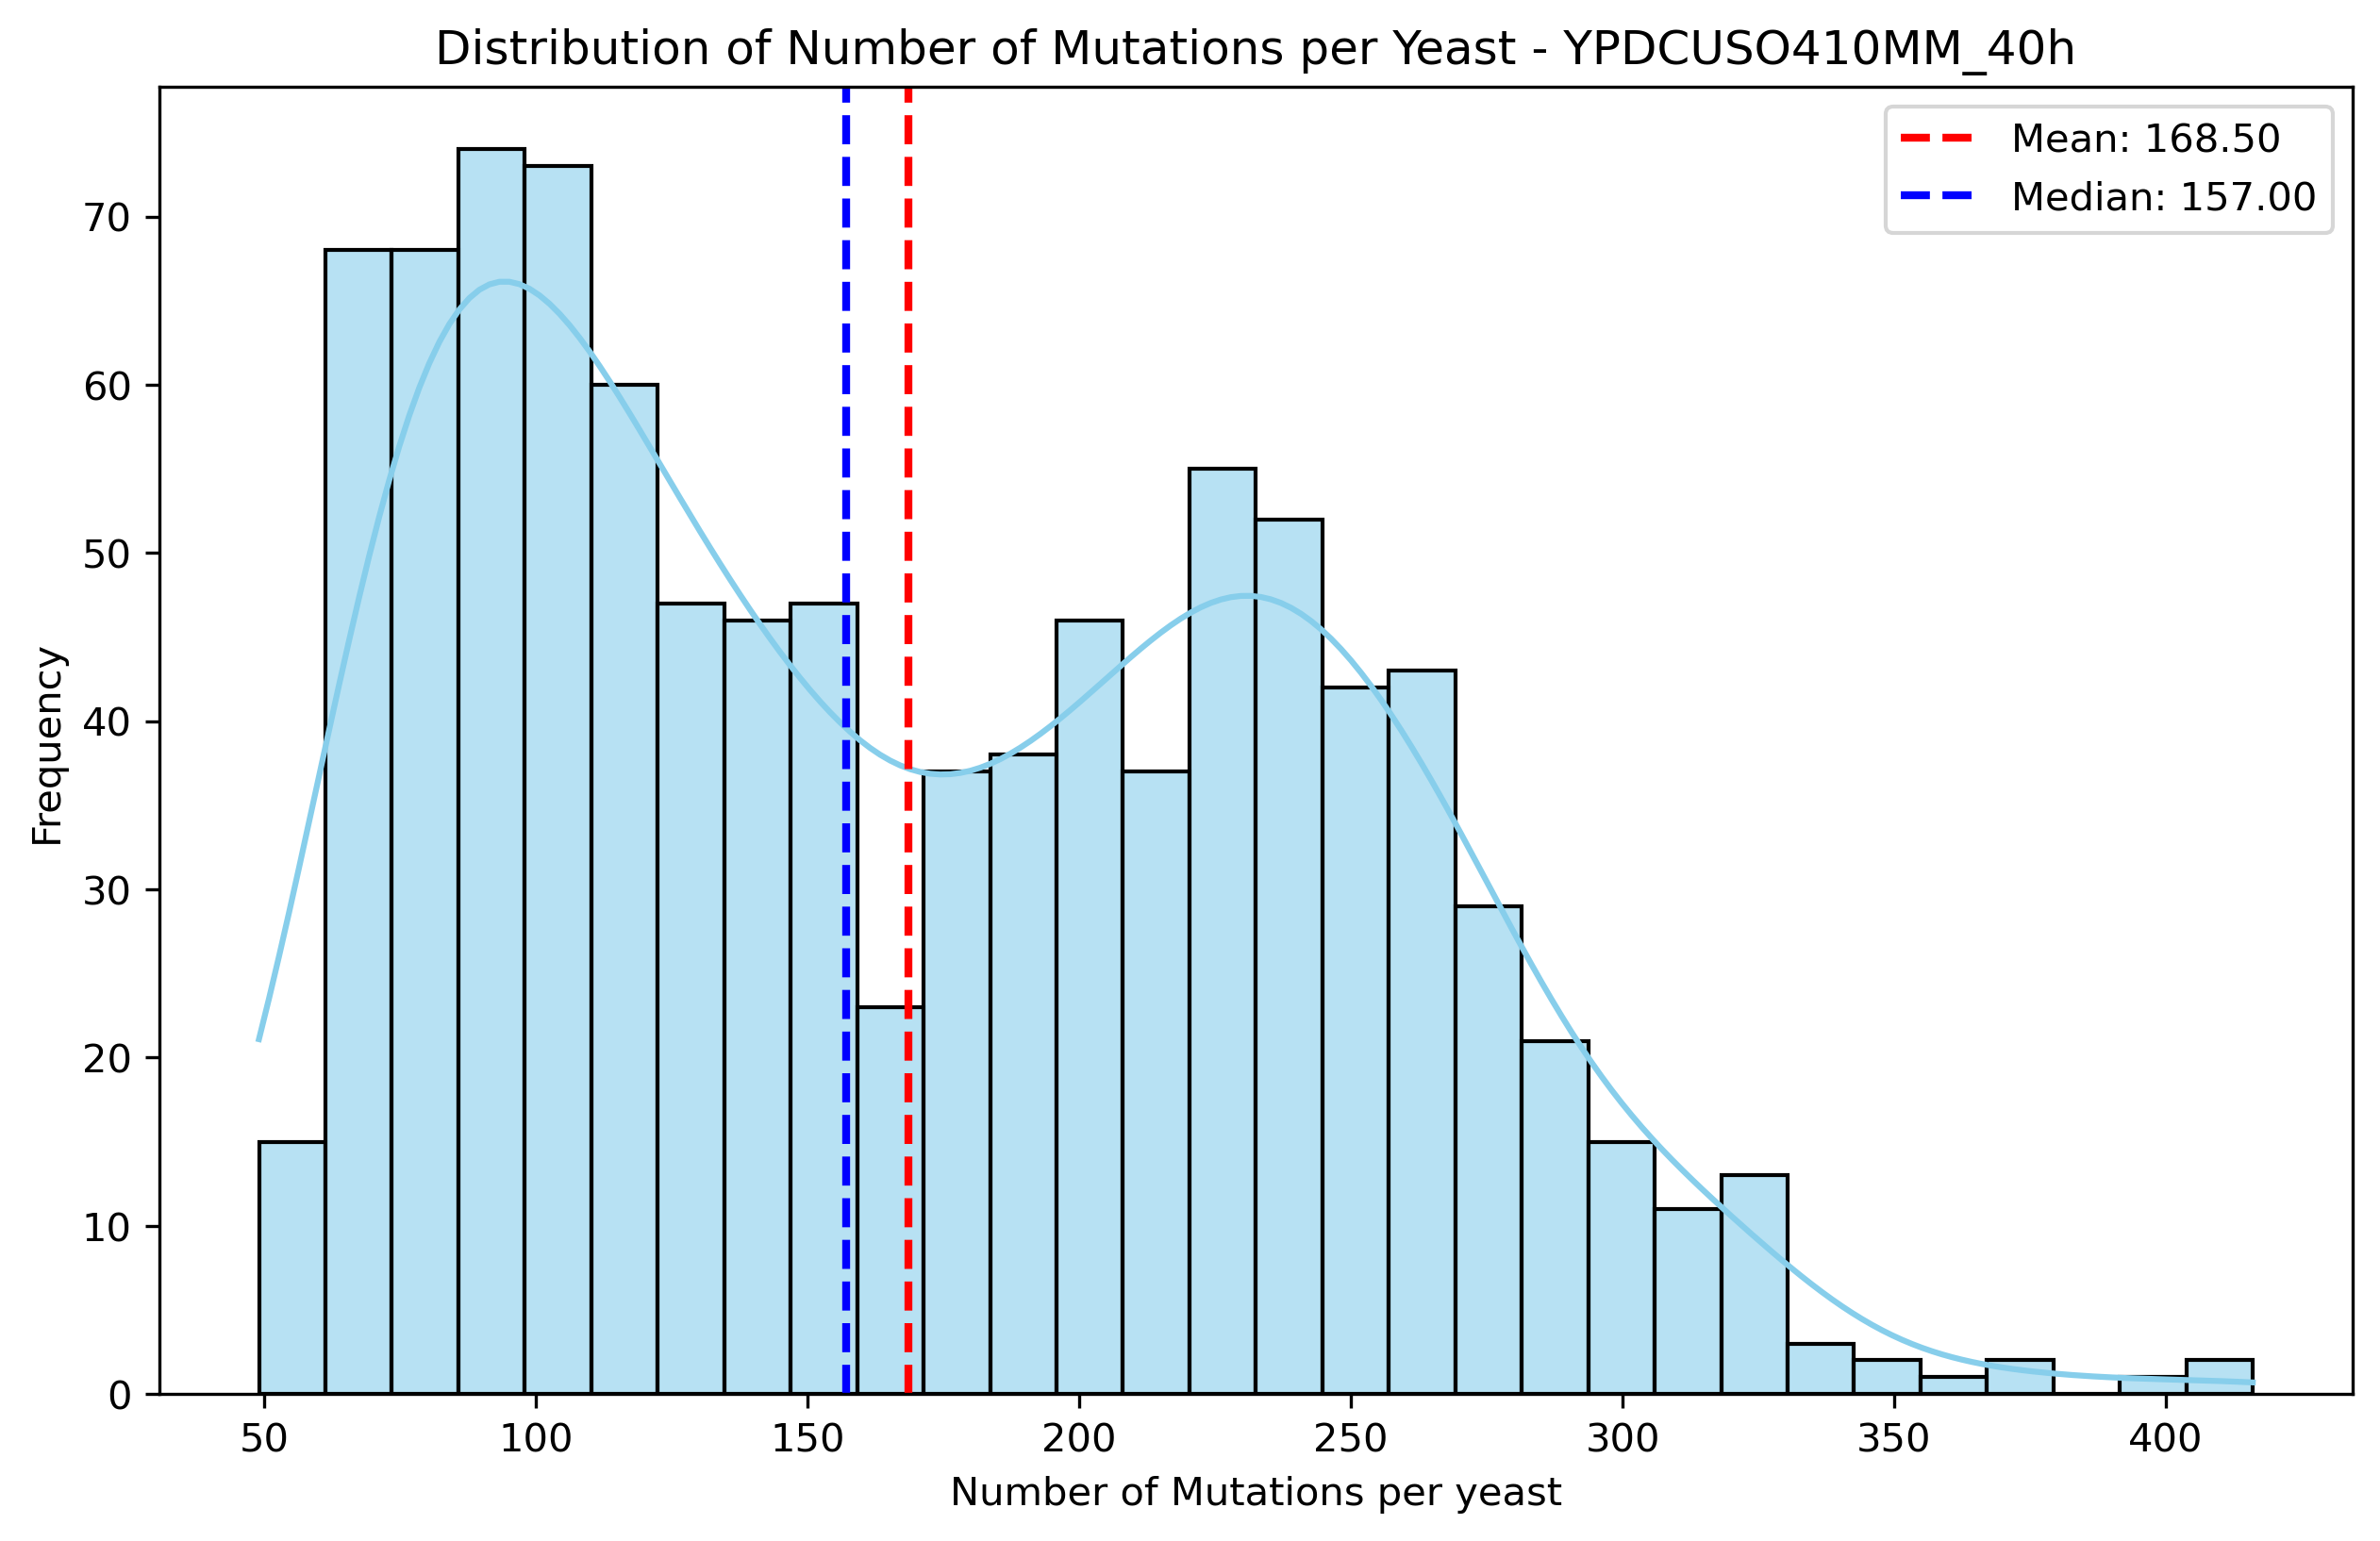 Distribution of Number of Mutations per Yeast - YPDCUSO410MM_40h
Mean: 168.50
Median: 157.00
Frequency
70
60
50
40
30
20
10
0
50 100 150 200 250 300 350 400
Number of Mutations per yeast